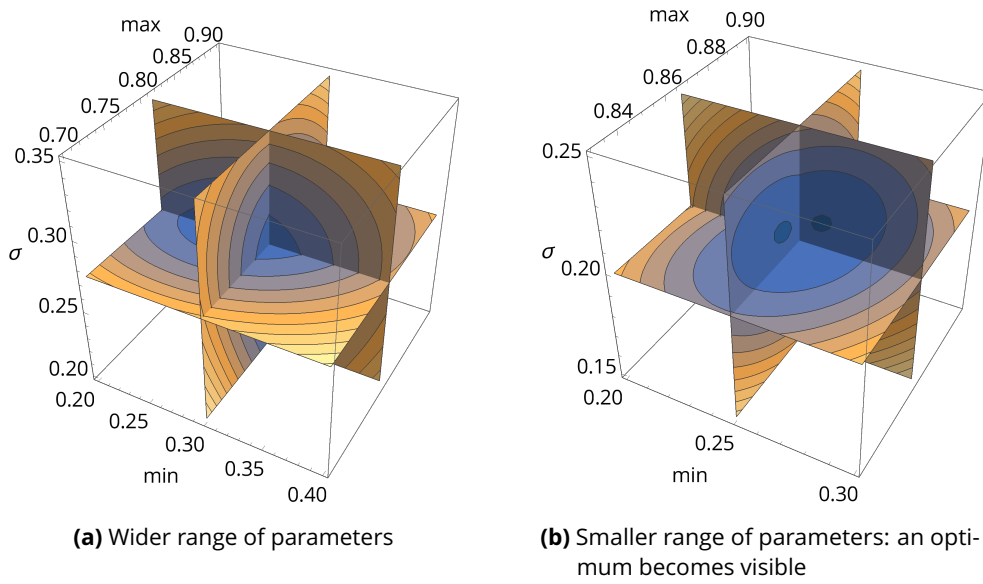 max
0.90
0.85
0.80
0.75
0.70
0.35
0.30
σ
0.25
0.20
0.20
0.25
0.30
0.35
0.40
min
(a) Wider range of parameters
max
0.90
0.88
0.86
0.84
0.25
σ
0.20
0.15
0.20
0.25
0.30
min
(b) Smaller range of parameters: an opti-
mum becomes visible